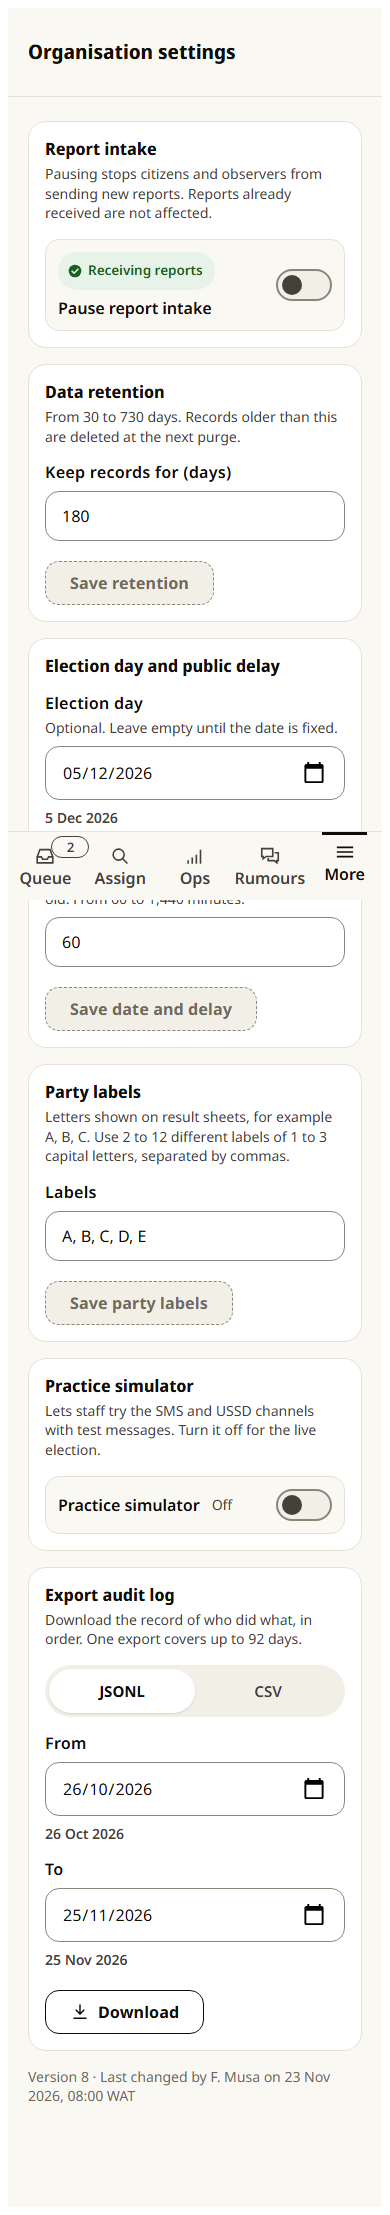 Organisation settings
Report intake
Pausing stops citizens and observers from
sending new reports. Reports already
received are not affected.
Receiving reports
Pause report intake
Data retention
From 30 to 730 days. Records older than this
are deleted at the next purge.
Keep records for (days)
180
Save retention
Election day and public delay
Election day
Optional. Leave empty until the date is fixed.
05/12/2026
5 Dec 2026
2
Queue Assign Ops Rumours More
old. From 60 to 1,440 minutes.
60
Save date and delay
Party labels
Letters shown on result sheets, for example
A, B, C. Use 2 to 12 different labels of 1 to 3
capital letters, separated by commas.
Labels
A, B, C, D, E
Save party labels
Practice simulator
Lets staff try the SMS and USSD channels
with test messages. Turn it off for the live
election.
Practice simulator Off
Export audit log
Download the record of who did what, in
order. One export covers up to 92 days.
JSONL CSV
From
26/10/2026
26 Oct 2026
To
25/11/2026
25 Nov 2026
Download
Version 8 · Last changed by F. Musa on 23 Nov
2026, 08:00 WAT